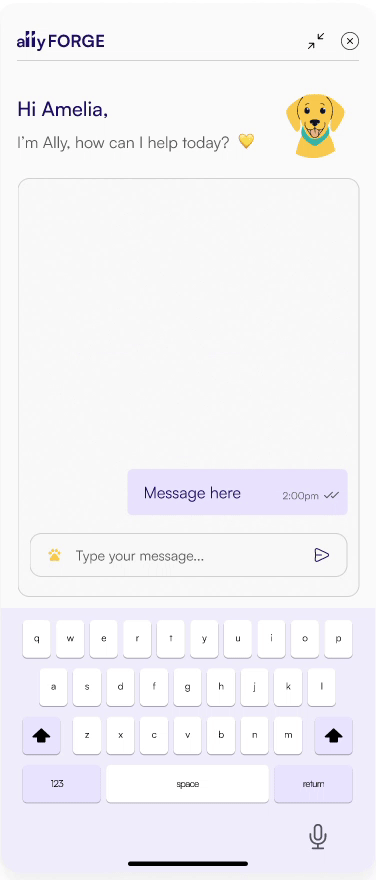 ally FORGE
Hi Amelia,
I'm Ally, how can I help today? 💛
Message here 2:00pm
Type your message...
q w e r t y u i o p
a s d f g h j k l
z x c v b n m
123 space return